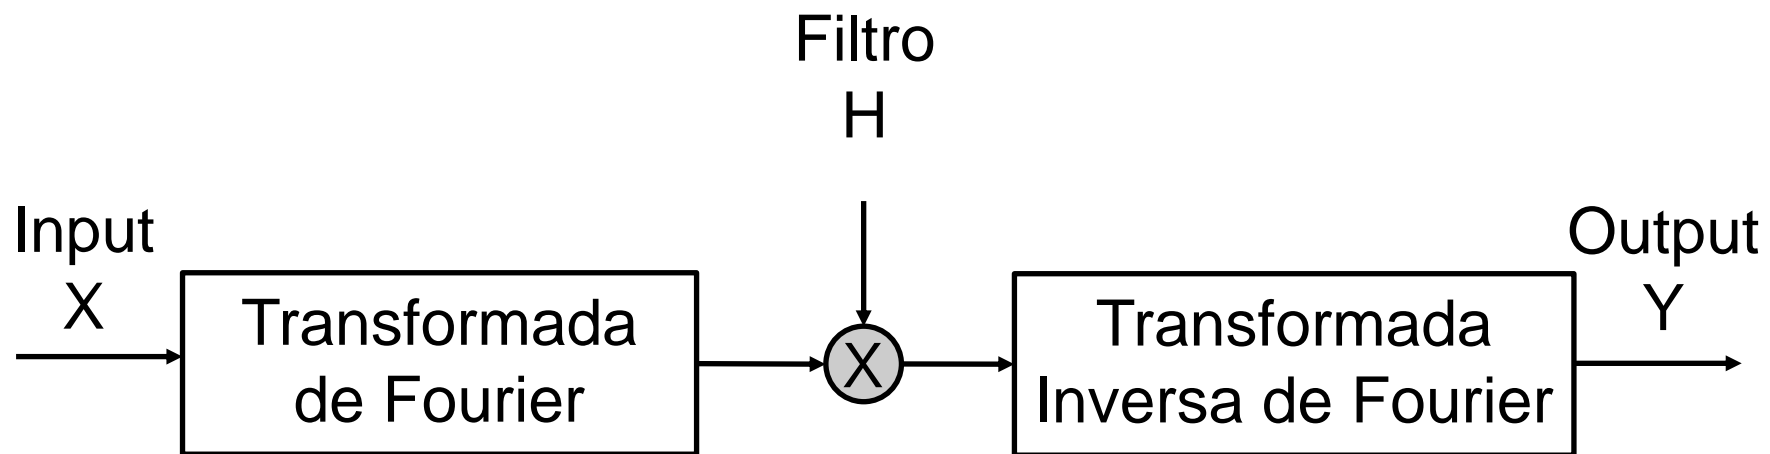 Filtro
H
Input
X
Transformada
de Fourier
X
Transformada
Inversa de Fourier
Output
Y